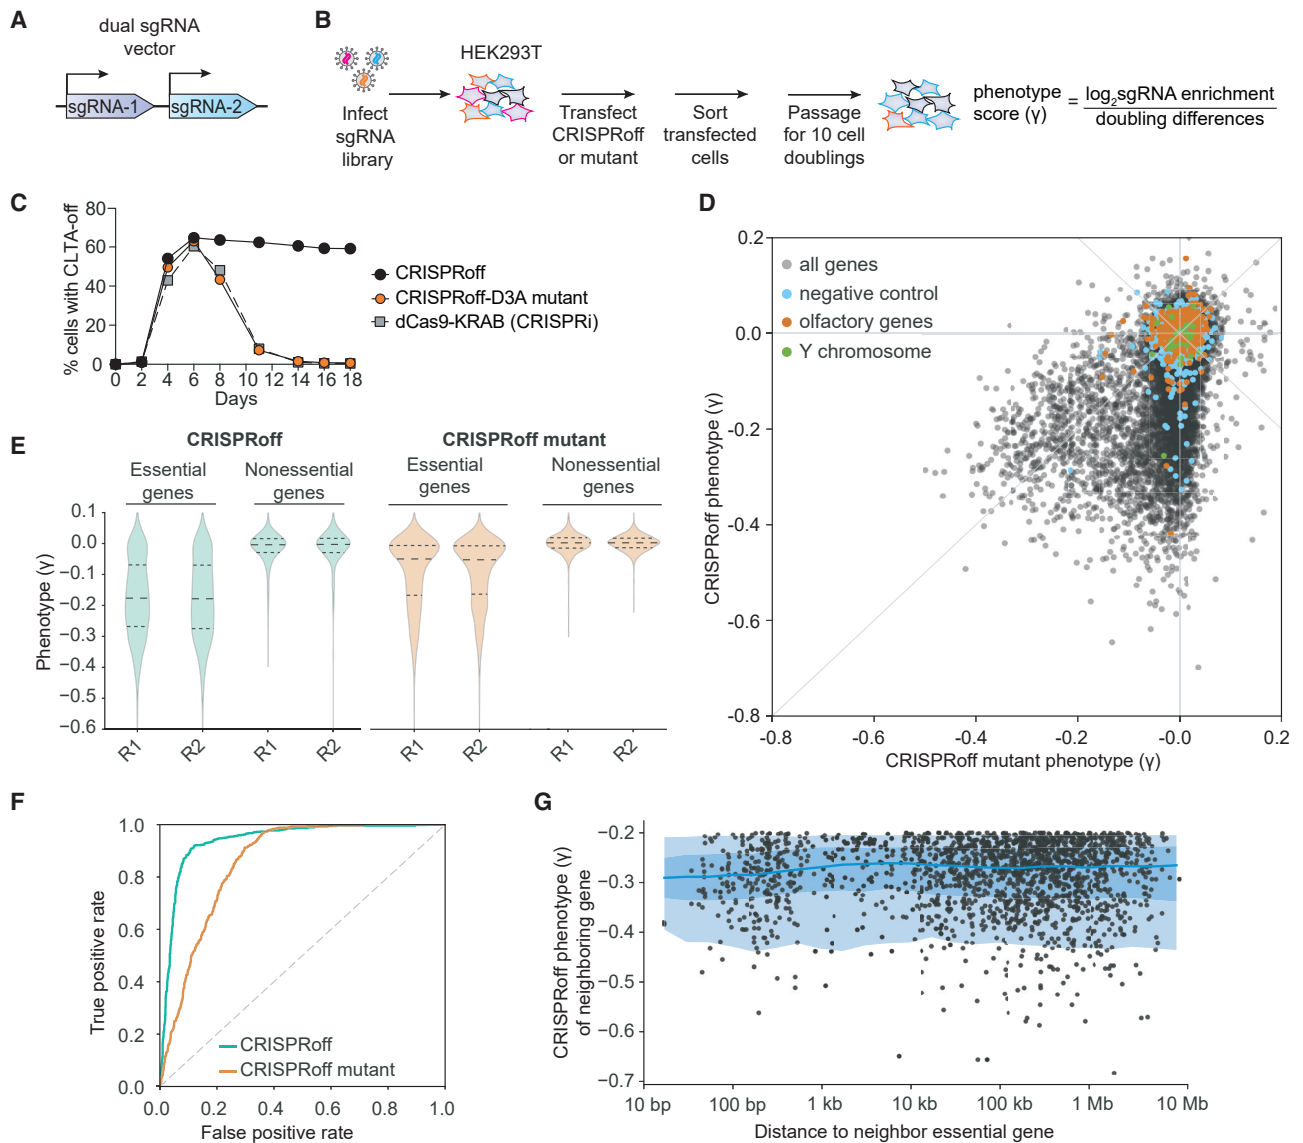 A
dual sgRNA
vector
sgRNA-1
sgRNA-2
B
HEK293T
Infect
sgRNA
library
Transfect
CRISPRoff
or mutant
Sort
transfected
cells
Passage
for 10 cell
doublings
phenotype
score (γ)
=
log2sgRNA enrichment
doubling differences
C
% cells with CLTA-off
80
60
40
20
0
0 2 4 6 8 11 14 16 18
Days
CRISPRoff
CRISPRoff-D3A mutant
dCas9-KRAB (CRISPRi)
D
CRISPRoff phenotype (γ)
0.2
0.0
-0.2
-0.4
-0.6
-0.8
-0.8 -0.6 -0.4 -0.2 -0.0 0.2
CRISPRoff mutant phenotype (γ)
all genes
negative control
olfactory genes
Y chromosome
E
CRISPRoff
Essential
genes
Nonessential
genes
CRISPRoff mutant
Essential
genes
Nonessential
genes
Phenotype (γ)
0.1
0.0
−0.1
−0.2
−0.3
−0.4
−0.5
−0.6
R1 R2 R1 R2 R1 R2 R1 R2
F
True positive rate
1.0
0.8
0.6
0.4
0.2
0.0
0.0 0.2 0.4 0.6 0.8 1.0
False positive rate
CRISPRoff
CRISPRoff mutant
G
CRISPRoff phenotype (γ)
of neighboring gene
−0.2
−0.3
−0.4
−0.5
−0.6
−0.7
10 bp 100 bp 1 kb 10 kb 100 kb 1 Mb 10 Mb
Distance to neighbor essential gene